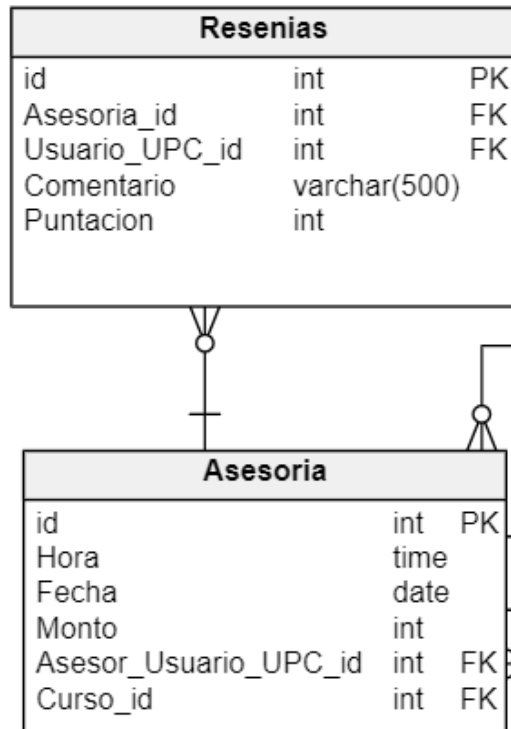 Resenias
id int PK
Asesoria_id int FK
Usuario_UPC_id int FK
Comentario varchar(500)
Puntacion int
Asesoria
id int PK
Hora time
Fecha date
Monto int
Asesor_Usuario_UPC_id int FK
Curso_id int FK